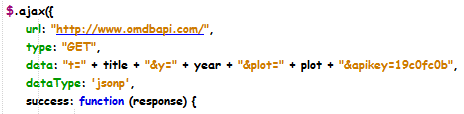 $.ajax({
url: "http://www.omdbapi.com/",
type: "GET",
data: "t=" + title + "&y=" + year + "&plot=" + plot + "&apikey=19c0fc0b",
dataType: 'jsonp',
success: function (response) {